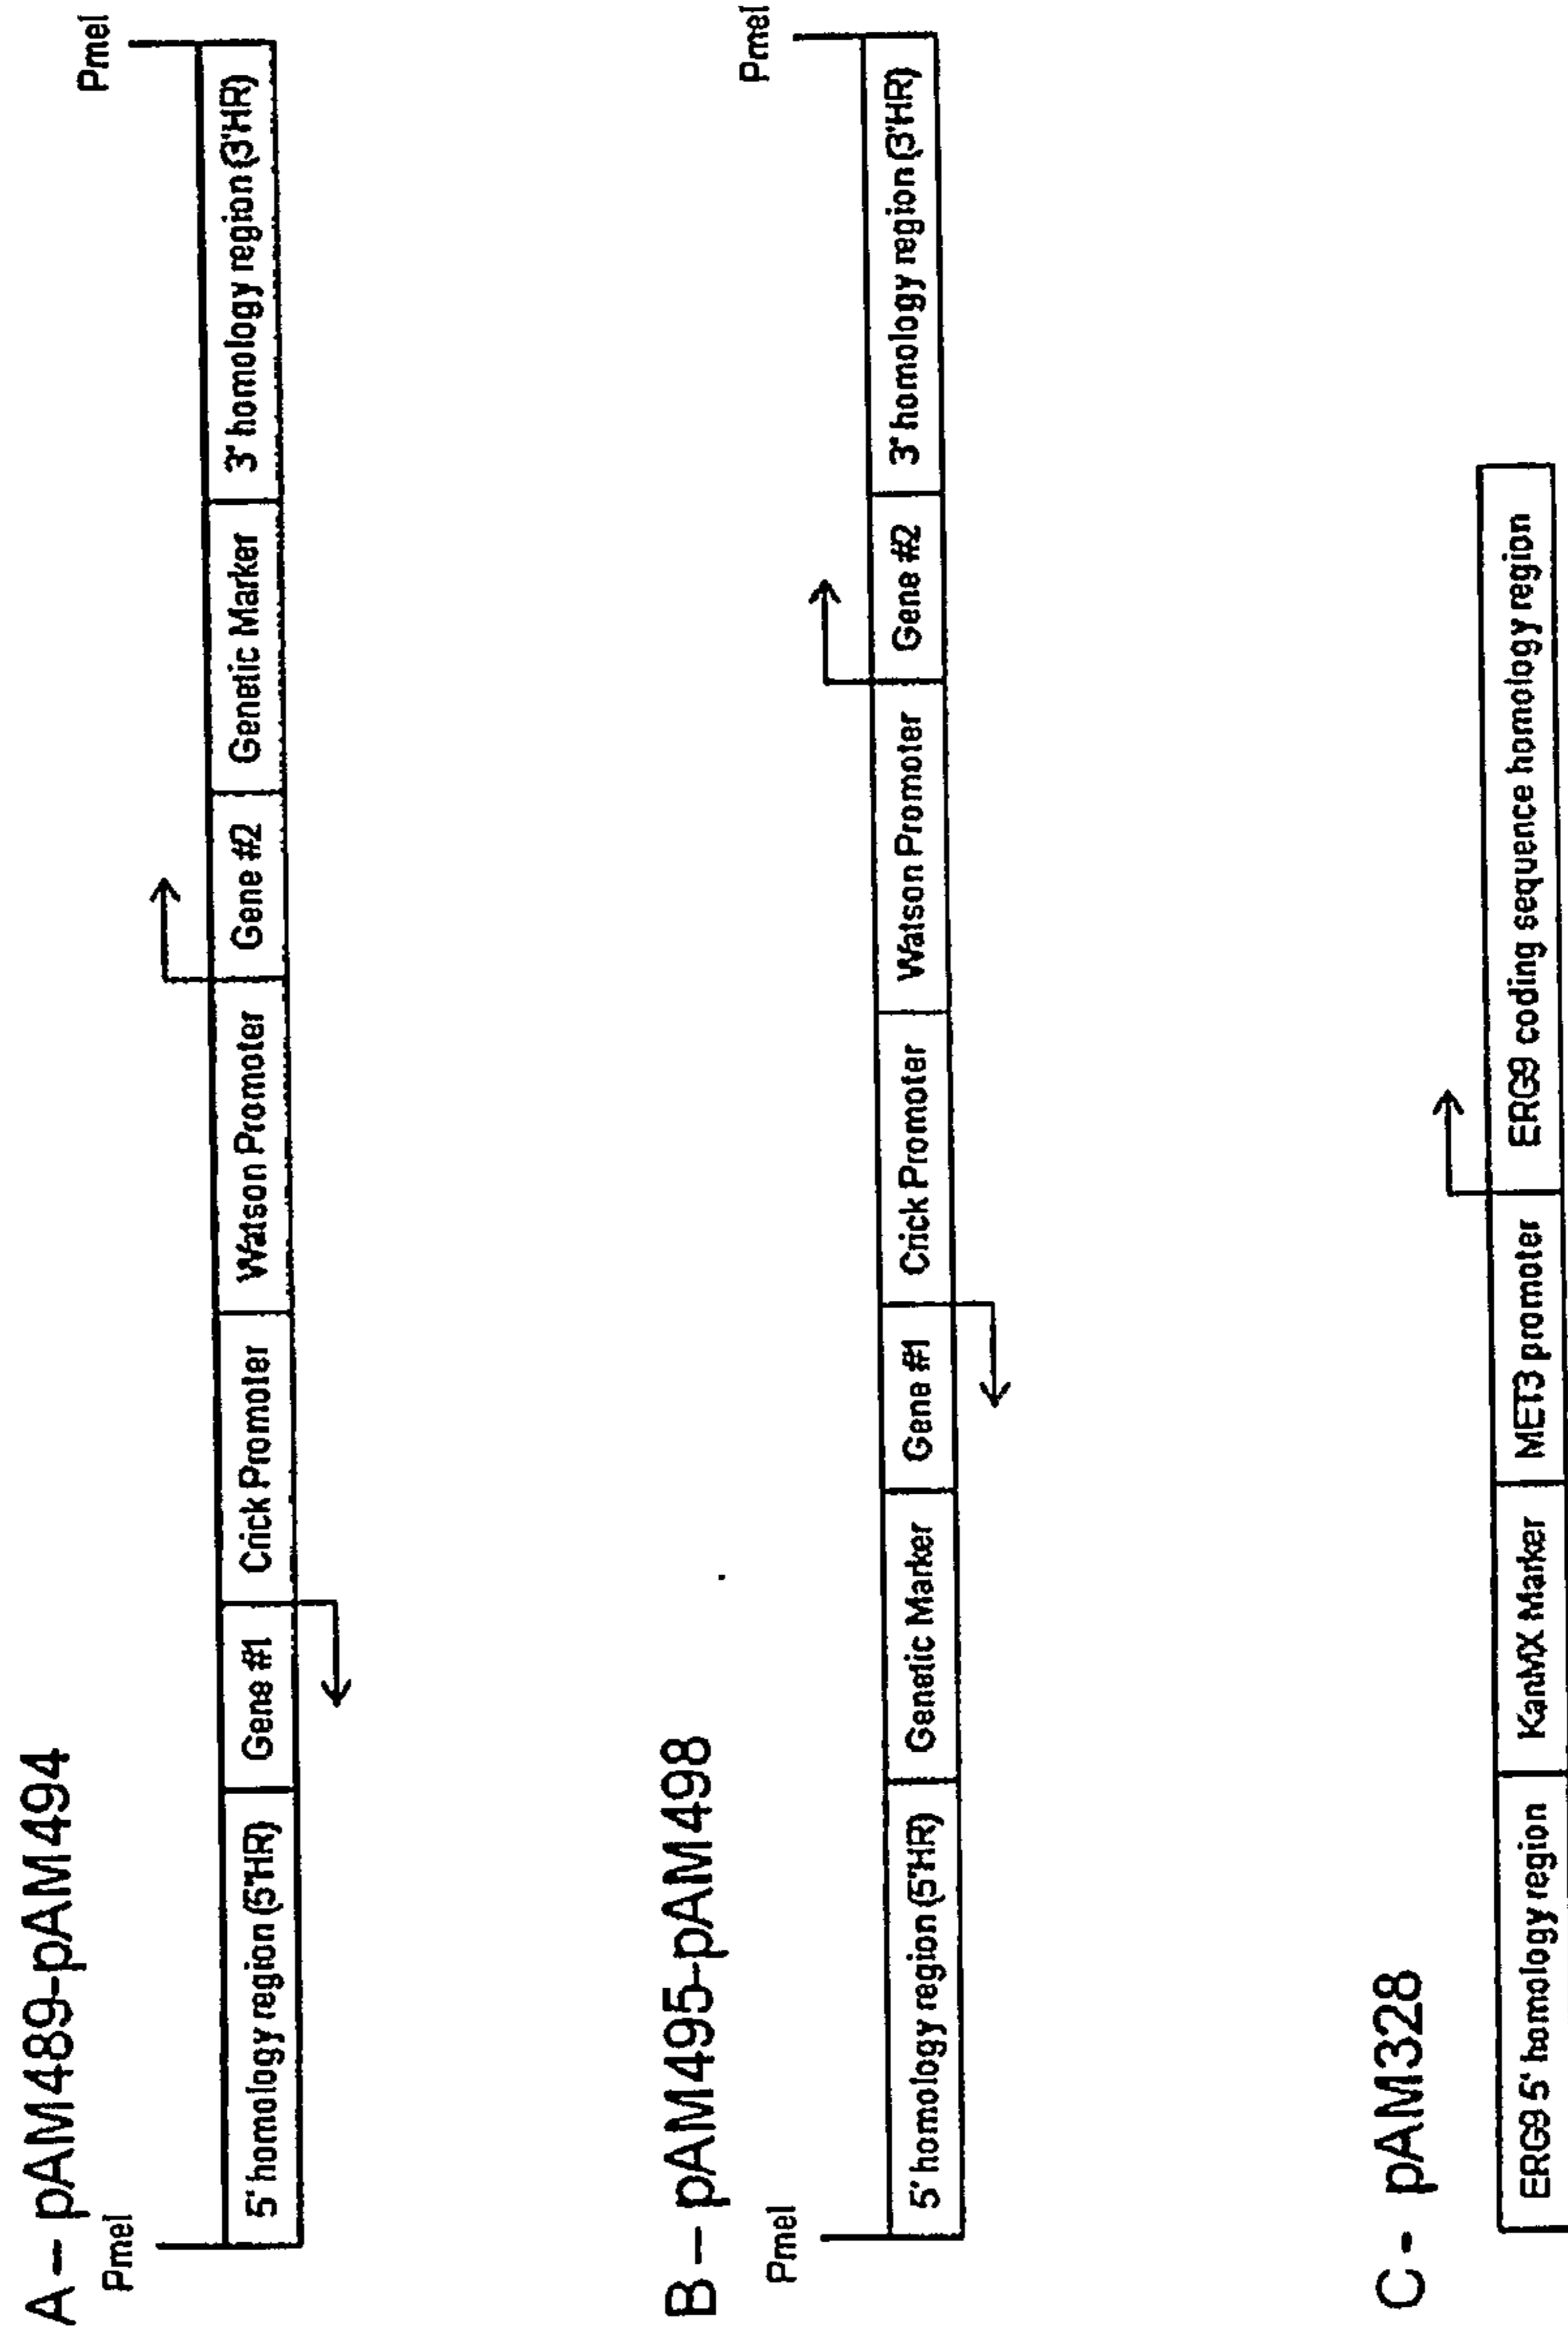 A – pAM489-pAM494
PmeI
PmeI
5' homology region (5'HR)
Gene #1
Crick Promoter
Watson Promoter
Gene #2
Genetic Marker
3' homology region (3'HR)
B – pAM495-pAM498
PmeI
PmeI
5' homology region (5'HR)
Genetic Marker
Gene #1
Crick Promoter
Watson Promoter
Gene #2
3' homology region (3'HR)
C - pAM328
ERG9 5' homology region
KanMX Marker
MET3 promoter
ERG9 coding sequence homology region